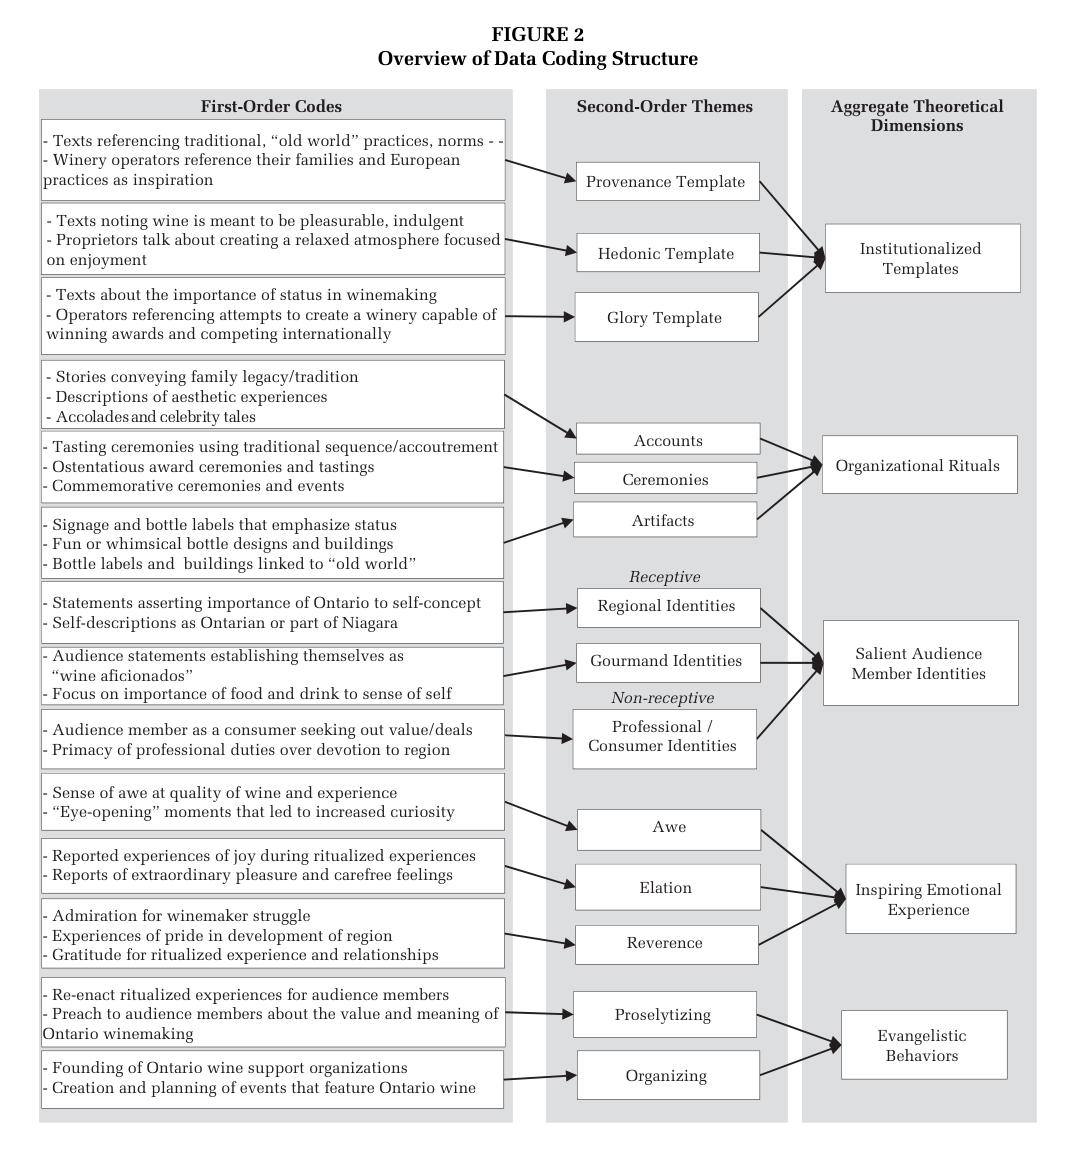 FIGURE 2
Overview of Data Coding Structure
First-Order Codes
- Texts referencing traditional, “old world” practices, norms - -
- Winery operators reference their families and European
practices as inspiration
- Texts noting wine is meant to be pleasurable, indulgent
- Proprietors talk about creating a relaxed atmosphere focused
on enjoyment
- Texts about the importance of status in winemaking
- Operators referencing attempts to create a winery capable of
winning awards and competing internationally
- Stories conveying family legacy/tradition
- Descriptions of aesthetic experiences
- Accolades and celebrity tales
- Tasting ceremonies using traditional sequence/accoutrement
- Ostentatious award ceremonies and tastings
- Commemorative ceremonies and events
- Signage and bottle labels that emphasize status
- Fun or whimsical bottle designs and buildings
- Bottle labels and buildings linked to “old world”
- Statements asserting importance of Ontario to self-concept
- Self-descriptions as Ontarian or part of Niagara
- Audience statements establishing themselves as
“wine aficionados”
- Focus on importance of food and drink to sense of self
- Audience member as a consumer seeking out value/deals
- Primacy of professional duties over devotion to region
- Sense of awe at quality of wine and experience
- “Eye-opening” moments that led to increased curiosity
- Reported experiences of joy during ritualized experiences
- Reports of extraordinary pleasure and carefree feelings
- Admiration for winemaker struggle
- Experiences of pride in development of region
- Gratitude for ritualized experience and relationships
- Re-enact ritualized experiences for audience members
- Preach to audience members about the value and meaning of
Ontario winemaking
- Founding of Ontario wine support organizations
- Creation and planning of events that feature Ontario wine
Second-Order Themes
Provenance Template
Hedonic Template
Glory Template
Accounts
Ceremonies
Artifacts
Receptive
Regional Identities
Gourmand Identities
Non-receptive
Professional /
Consumer Identities
Awe
Elation
Reverence
Proselytizing
Organizing
Aggregate Theoretical
Dimensions
Institutionalized
Templates
Organizational Rituals
Salient Audience
Member Identities
Inspiring Emotional
Experience
Evangelistic
Behaviors